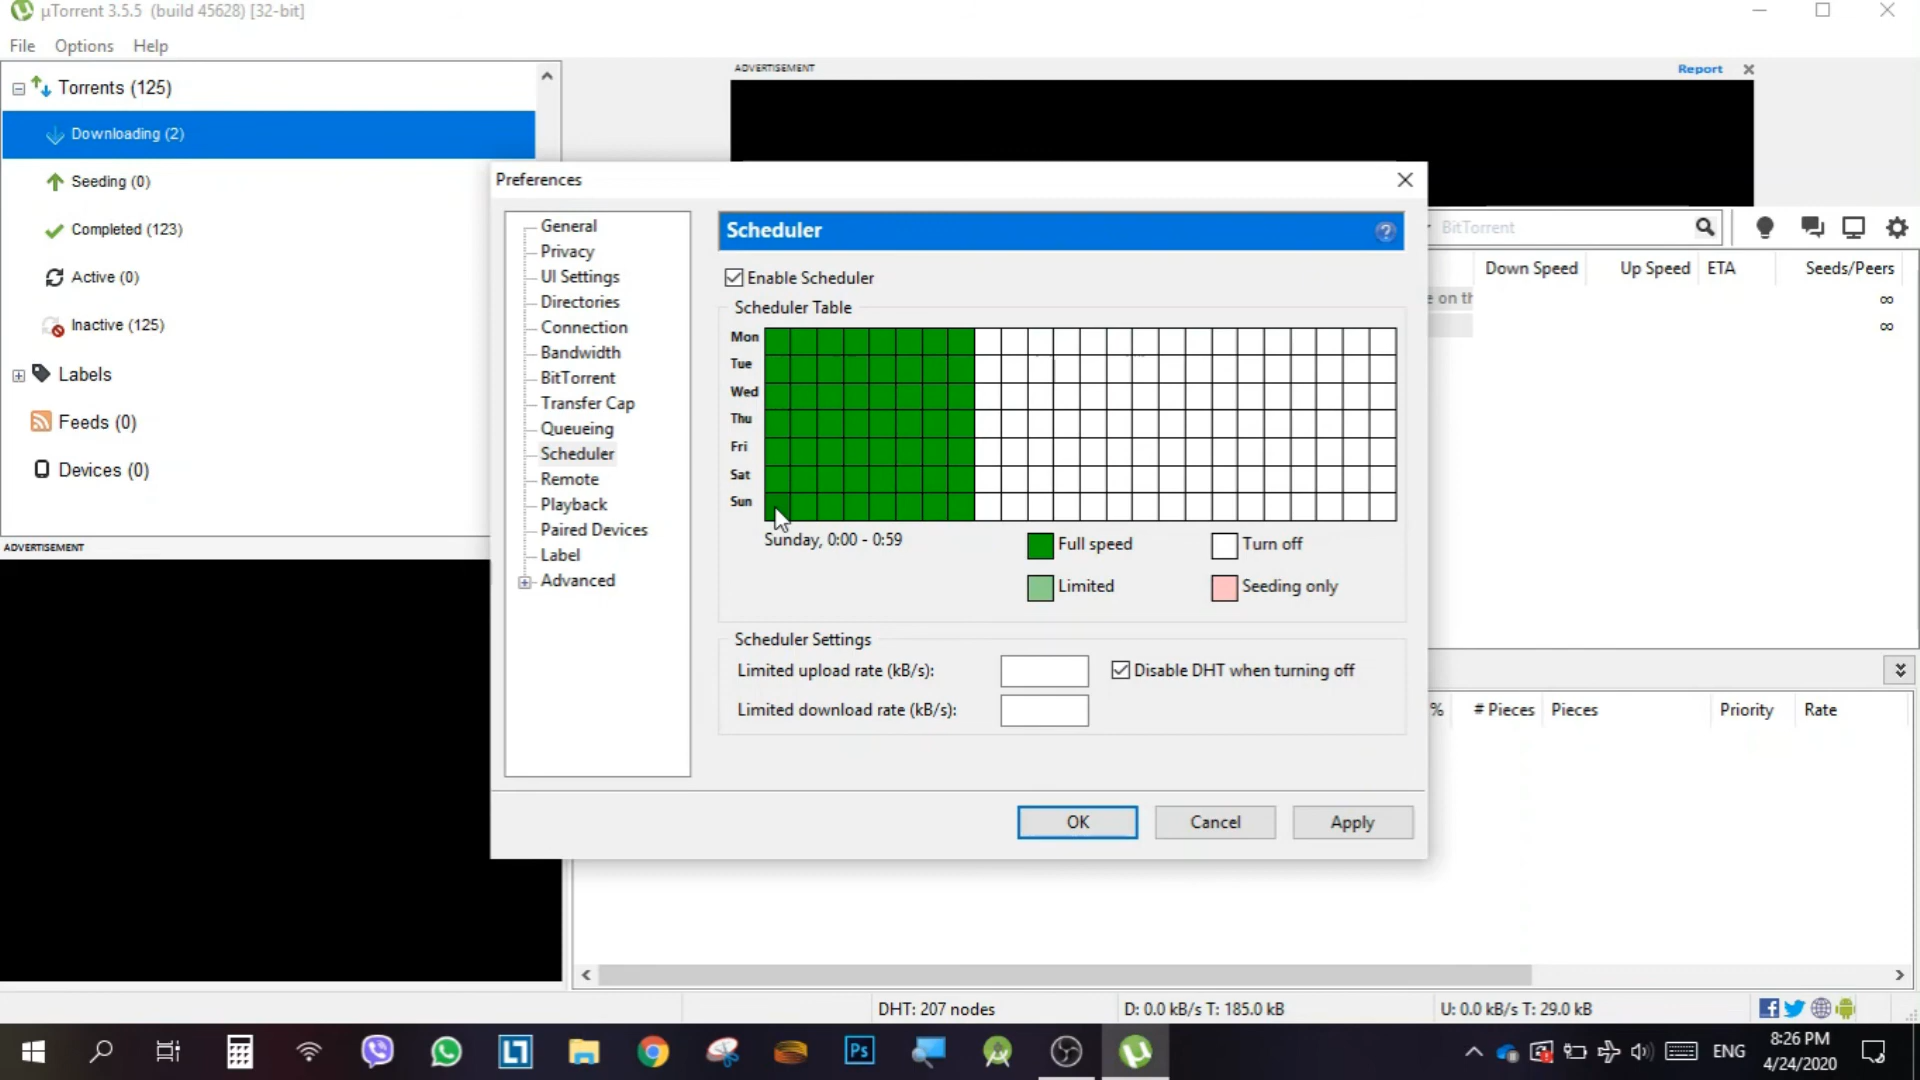 µTorrent 3.5.5 (build 45628) [32-bit]
File Options Help
Torrents (125)
Downloading (2)
Seeding (0)
Completed (123)
Active (0)
Inactive (125)
Labels
Feeds (0)
Devices (0)
ADVERTISEMENT
ADVERTISEMENT Report
BitTorrent
Down Speed Up Speed ETA Seeds/Peers
e on th ∞
∞
Preferences
General
Privacy
UI Settings
Directories
Connection
Bandwidth
BitTorrent
Transfer Cap
Queueing
Scheduler
Remote
Playback
Paired Devices
Label
Advanced
Scheduler
Enable Scheduler
Scheduler Table
Mon
Tue
Wed
Thu
Fri
Sat
Sun
Sunday, 0:00 - 0:59
Full speed Turn off
Limited Seeding only
Scheduler Settings
Limited upload rate (kB/s): Disable DHT when turning off
Limited download rate (kB/s):
OK Cancel Apply
% # Pieces Pieces Priority Rate
DHT: 207 nodes D: 0.0 kB/s T: 185.0 kB U: 0.0 kB/s T: 29.0 kB
Ps
ENG
8:26 PM
4/24/2020